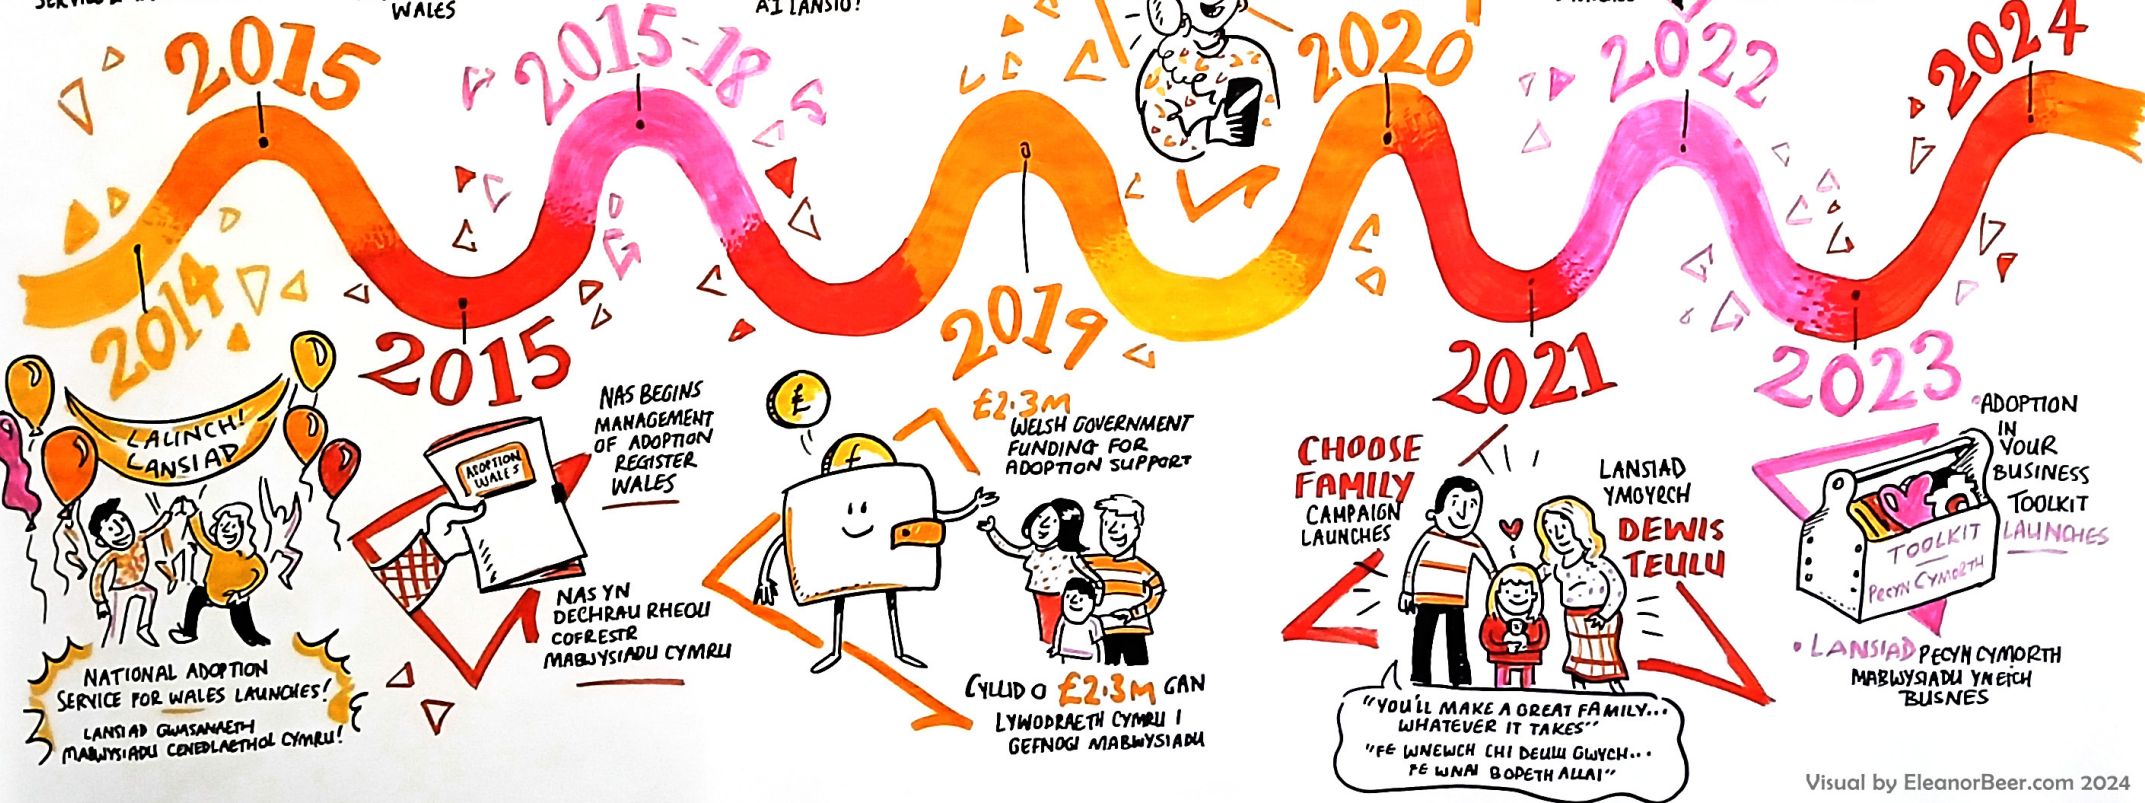 WALES
A'I LANSIO!
2015
2015-18
2020
2022
2024
2014
2015
2019
2021
2023
LAUNCH!
LANSIAD
NATIONAL ADOPTION
SERVICE FOR WALES LAUNCHES!
LANSIAD GWASANAETH
MABWYSIADU CENEDLAETHOL CYMRU!
ADOPTION
WALES
NAS BEGINS
MANAGEMENT
OF ADOPTION
REGISTER
WALES
NAS YN
DECHRAU RHEOLI
COFRESTR
MABWYSIADU CYMRU
£
£
£2.3M
WELSH GOVERNMENT
FUNDING FOR
ADOPTION SUPPORT
CYLLID O £2.3M GAN
LYWODRAETH CYMRU I
GEFNOGI MABWYSIADU
CHOOSE
FAMILY
CAMPAIGN
LAUNCHES
LANSIAD
YMGYRCH
DEWIS
TEULU
"YOU'LL MAKE A GREAT FAMILY...
WHATEVER IT TAKES"
"FE WNEWCH CHI DEULU GWYCH...
FE WNAI BOPETH ALLAI"
•ADOPTION
IN
YOUR
BUSINESS
TOOLKIT
LAUNCHES
TOOLKIT
PECYN CYMORTH
• LANSIAD PECYN CYMORTH
MABWYSIADU YN EICH
BUSNES
Visual by EleanorBeer.com 2024